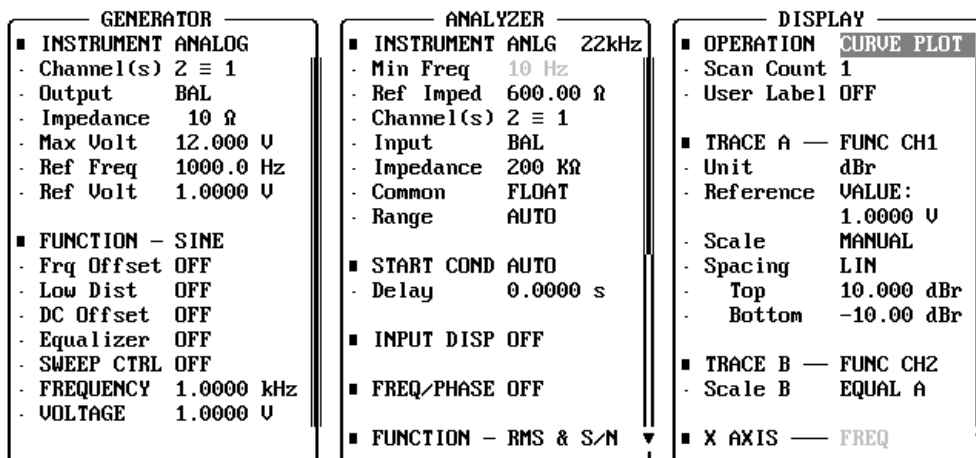 GENERATOR
■ INSTRUMENT ANALOG
· Channel(s) 2 ≡ 1
· Output BAL
· Impedance 10 Ω
· Max Volt 12.000 V
· Ref Freq 1000.0 Hz
· Ref Volt 1.0000 V
■ FUNCTION — SINE
· Frq Offset OFF
· Low Dist OFF
· DC Offset OFF
· Equalizer OFF
· SWEEP CTRL OFF
· FREQUENCY 1.0000 kHz
· VOLTAGE 1.0000 V
ANALYZER
■ INSTRUMENT ANLG 22kHz
· Min Freq 10 Hz
· Ref Imped 600.00 Ω
· Channel(s) 2 ≡ 1
· Input BAL
· Impedance 200 KΩ
· Common FLOAT
· Range AUTO
■ START COND AUTO
· Delay 0.0000 s
■ INPUT DISP OFF
■ FREQ/PHASE OFF
■ FUNCTION — RMS & S/N ▼
DISPLAY
■ OPERATION CURVE PLOT
· Scan Count 1
· User Label OFF
■ TRACE A — FUNC CH1
· Unit dBr
· Reference VALUE:
1.0000 V
· Scale MANUAL
· Spacing LIN
· Top 10.000 dBr
· Bottom -10.00 dBr
■ TRACE B — FUNC CH2
· Scale B EQUAL A
■ X AXIS — FREQ